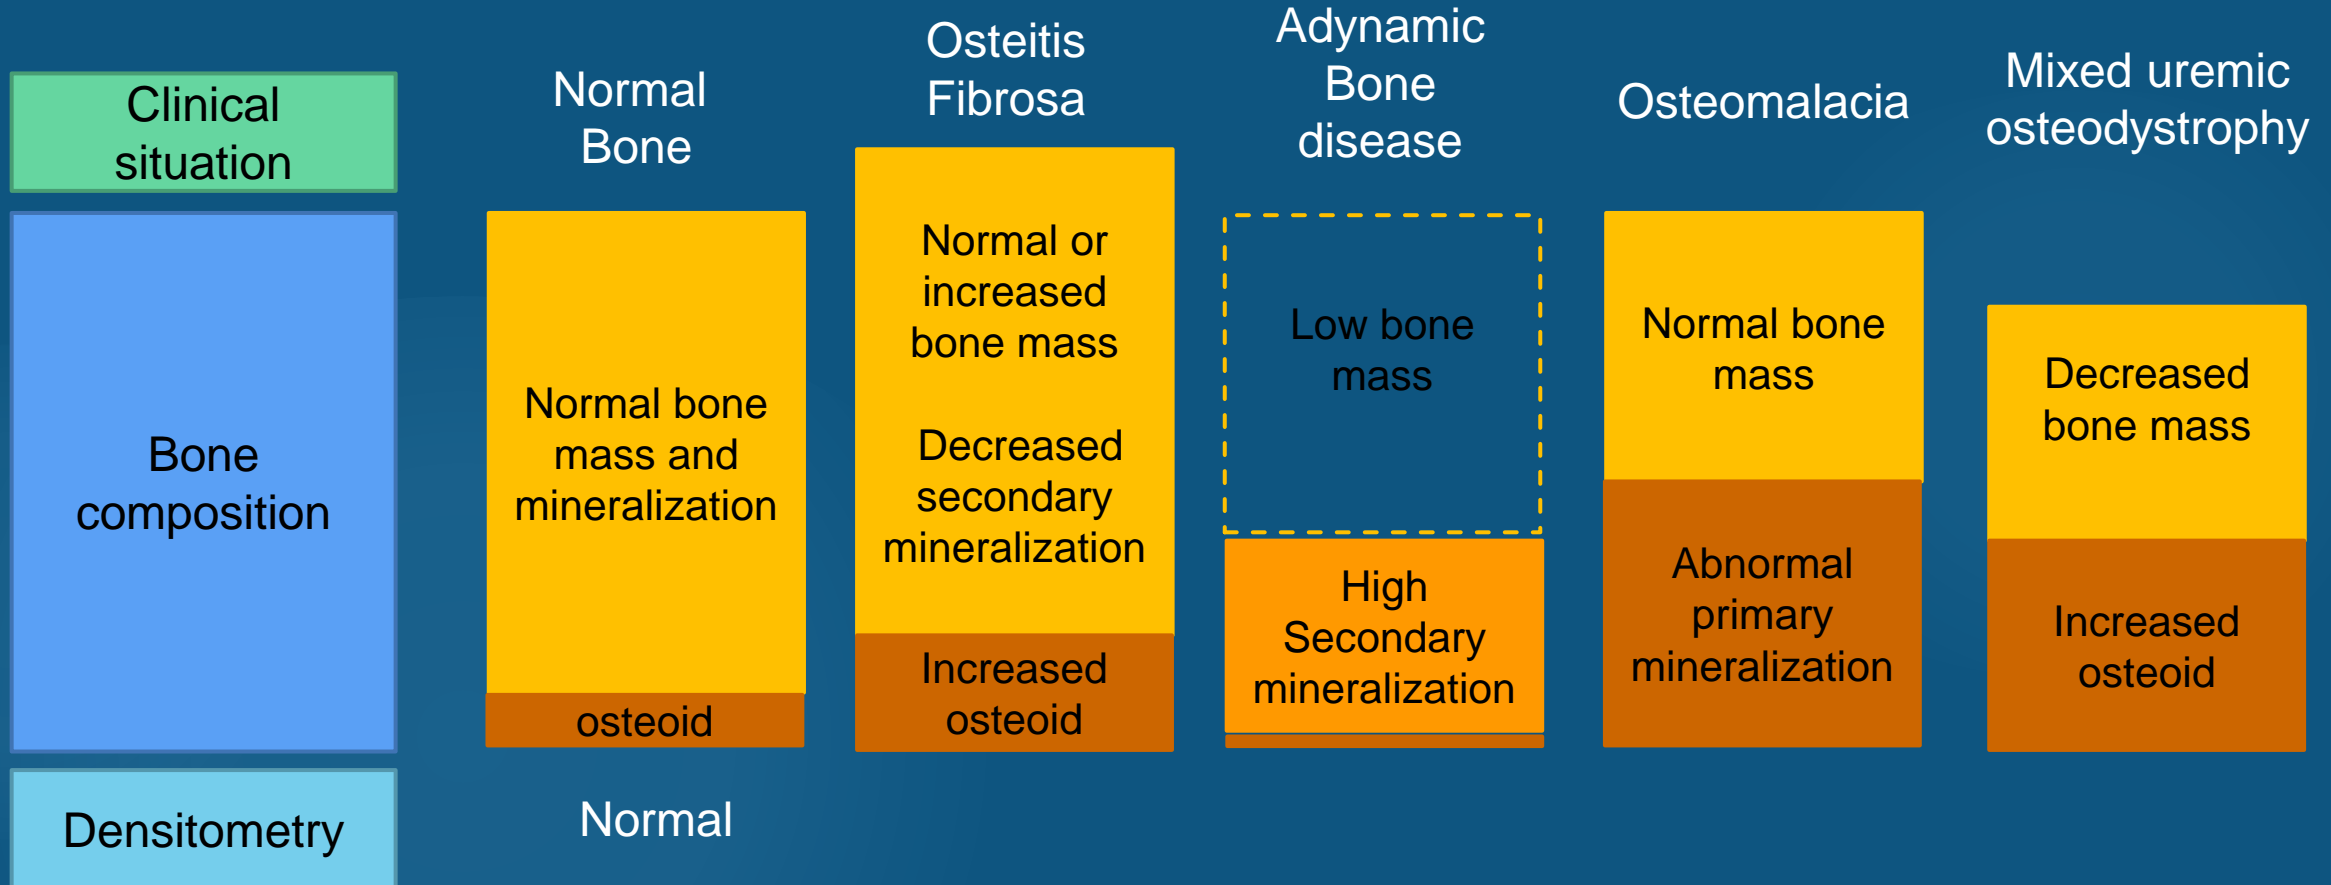 Clinical
situation
Normal
Bone
Osteitis
Fibrosa
Adynamic
Bone
disease
Osteomalacia
Mixed uremic
osteodystrophy
Bone
composition
Normal bone
mass and
mineralization
osteoid
Normal or
increased
bone mass
Decreased
secondary
mineralization
Increased
osteoid
Low bone
mass
High
Secondary
mineralization
Normal bone
mass
Abnormal
primary
mineralization
Decreased
bone mass
Increased
osteoid
Densitometry
Normal